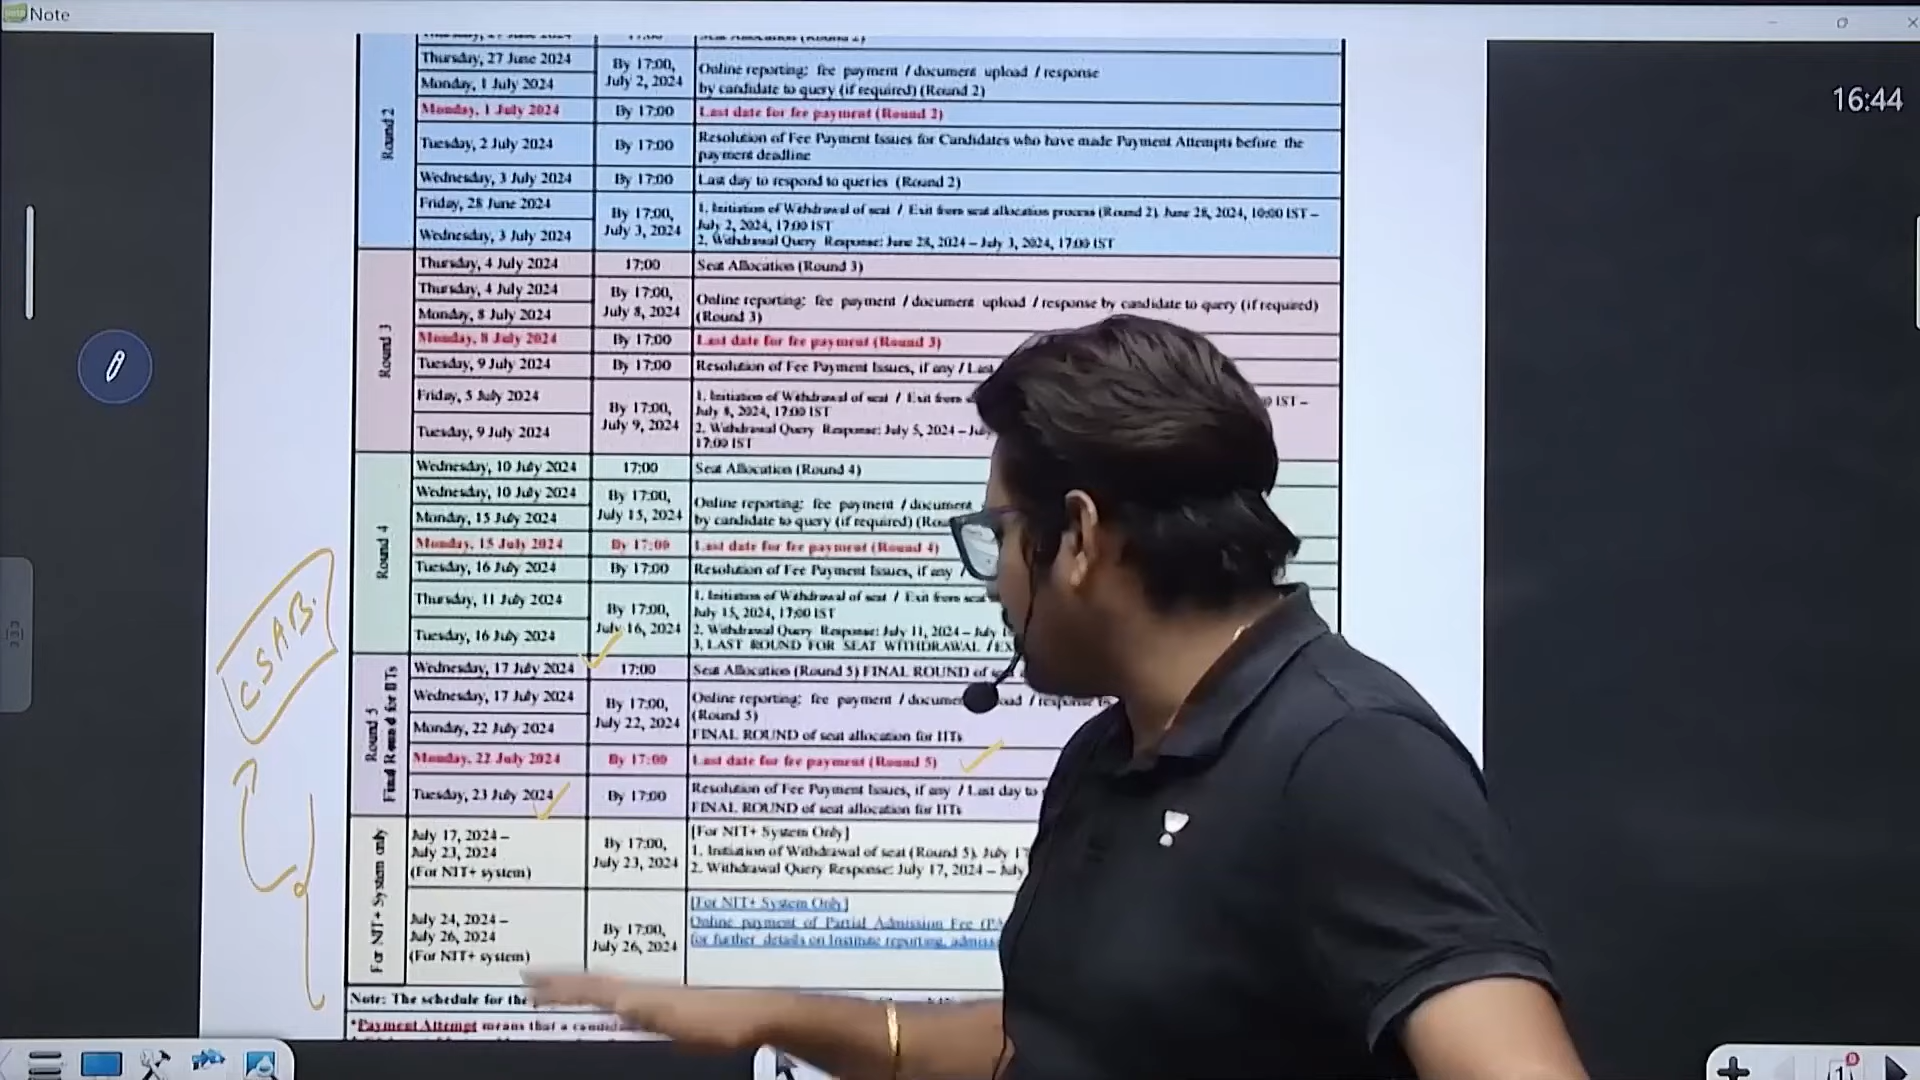 Note
16:44
Thursday, 27 June 2024
Monday, 1 July 2024
By 17:00,
July 2, 2024
Online reporting: fee payment / document upload / response
by candidate to query (if required) (Round 2)
Monday, 1 July 2024
By 17:00
Last date for fee payment (Round 2)
Tuesday, 2 July 2024
By 17:00
Resolution of Fee Payment Issues for Candidates who have made Payment Attempts before the
payment deadline
Wednesday, 3 July 2024
By 17:00
Last day to respond to queries (Round 2)
Friday, 28 June 2024
Wednesday, 3 July 2024
By 17:00,
July 3, 2024
1. Initiation of Withdrawal of seat / Exit from seat allocation process (Round 2). June 28, 2024, 10:00 IST –
July 2, 2024, 17:00 IST
2. Withdrawal Query Response: June 28, 2024 – July 3, 2024, 17:00 IST
Round 2
Thursday, 4 July 2024
17:00
Seat Allocation (Round 3)
Thursday, 4 July 2024
Monday, 8 July 2024
By 17:00,
July 8, 2024
Online reporting: fee payment / document upload / response by candidate to query (if required)
(Round 3)
Monday, 8 July 2024
By 17:00
Last date for fee payment (Round 3)
Tuesday, 9 July 2024
By 17:00
Resolution of Fee Payment Issues, if any / Last
Friday, 5 July 2024
Tuesday, 9 July 2024
By 17:00,
July 9, 2024
1. Initiation of Withdrawal of seat / Exit from IST –
July 8, 2024, 17:00 IST
2. Withdrawal Query Response: July 5, 2024 –
17:00 IST
Round 3
Wednesday, 10 July 2024
17:00
Seat Allocation (Round 4)
Wednesday, 10 July 2024
Monday, 15 July 2024
By 17:00,
July 15, 2024
Online reporting: fee payment / document
by candidate to query (if required)
Monday, 15 July 2024
By 17:00
Last date for fee payment (Round 4)
Tuesday, 16 July 2024
By 17:00
Resolution of Fee Payment Issues, if any /
Thursday, 11 July 2024
Tuesday, 16 July 2024
By 17:00,
July 16, 2024
1. Initiation of Withdrawal of seat / Exit from
July 15, 2024, 17:00 IST
2. Withdrawal Query Response: July 11, 2024 –
3. LAST ROUND FOR SEAT WITHDRAWAL /
Round 4
Wednesday, 17 July 2024
17:00
Seat Allocation (Round 5) FINAL ROUND of
Wednesday, 17 July 2024
Monday, 22 July 2024
By 17:00,
July 22, 2024
Online reporting: fee payment /
(Round 5)
FINAL ROUND of seat allocation for IITs
Monday, 22 July 2024
By 17:00
Last date for fee payment (Round 5)
Tuesday, 23 July 2024
By 17:00
Resolution of Fee Payment Issues, if any / Last day to
FINAL ROUND of seat allocation for IITs
Round 5
Final Round for IITs
July 17, 2024 –
July 23, 2024
(For NIT+ system)
By 17:00,
July 23, 2024
[For NIT+ System Only]
1. Initiation of Withdrawal of seat (Round 5). July
2. Withdrawal Query Response: July 17, 2024 –
July 24, 2024 –
July 26, 2024
(For NIT+ system)
By 17:00,
July 26, 2024
[For NIT+ System Only]
Online payment of Partial Admission Fee
for further details on Institute reporting,
For NIT+ System only
Note: The schedule for the
*Payment Attempt means that a
CSAB.